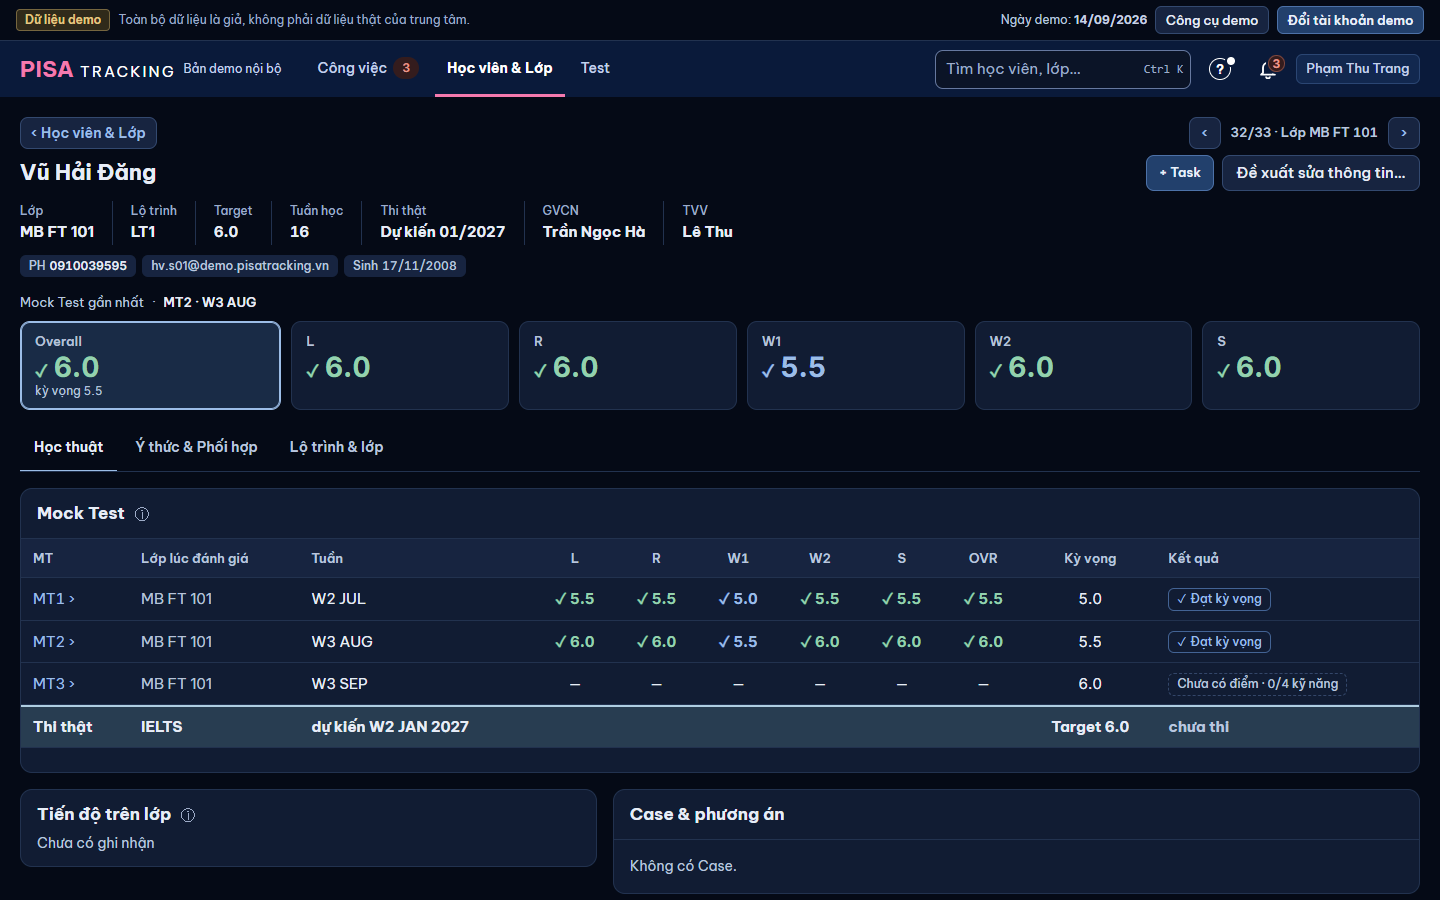 Dữ liệu demo Toàn bộ dữ liệu là giả, không phải dữ liệu thật của trung tâm. Ngày demo: 14/09/2026 Công cụ demo Đổi tài khoản demo
PISA TRACKING Bản demo nội bộ Công việc 3 Học viên & Lớp Test Tìm học viên, lớp... Ctrl K ? 3 Phạm Thu Trang
‹ Học viên & Lớp ‹ 32/33 · Lớp MB FT 101 ›
Vũ Hải Đăng + Task Đề xuất sửa thông tin...
Lớp Lộ trình Target Tuần học Thi thật GVCN TVV
MB FT 101 LT1 6.0 16 Dự kiến 01/2027 Trần Ngọc Hà Lê Thu
PH 0910039595 hv.s01@demo.pisatracking.vn Sinh 17/11/2008
Mock Test gần nhất · MT2 · W3 AUG
Overall L R W1 W2 S
✓ 6.0 ✓ 6.0 ✓ 6.0 ✓ 5.5 ✓ 6.0 ✓ 6.0
kỳ vọng 5.5
Học thuật Ý thức & Phối hợp Lộ trình & lớp
Mock Test ⓘ
MT Lớp lúc đánh giá Tuần L R W1 W2 S OVR Kỳ vọng Kết quả
MT1 › MB FT 101 W2 JUL ✓ 5.5 ✓ 5.5 ✓ 5.0 ✓ 5.5 ✓ 5.5 ✓ 5.5 5.0 ✓ Đạt kỳ vọng
MT2 › MB FT 101 W3 AUG ✓ 6.0 ✓ 6.0 ✓ 5.5 ✓ 6.0 ✓ 6.0 ✓ 6.0 5.5 ✓ Đạt kỳ vọng
MT3 › MB FT 101 W3 SEP — — — — — — 6.0 Chưa có điểm · 0/4 kỹ năng
Thi thật IELTS dự kiến W2 JAN 2027 Target 6.0 chưa thi
Tiến độ trên lớp ⓘ Case & phương án
Chưa có ghi nhận
Không có Case.